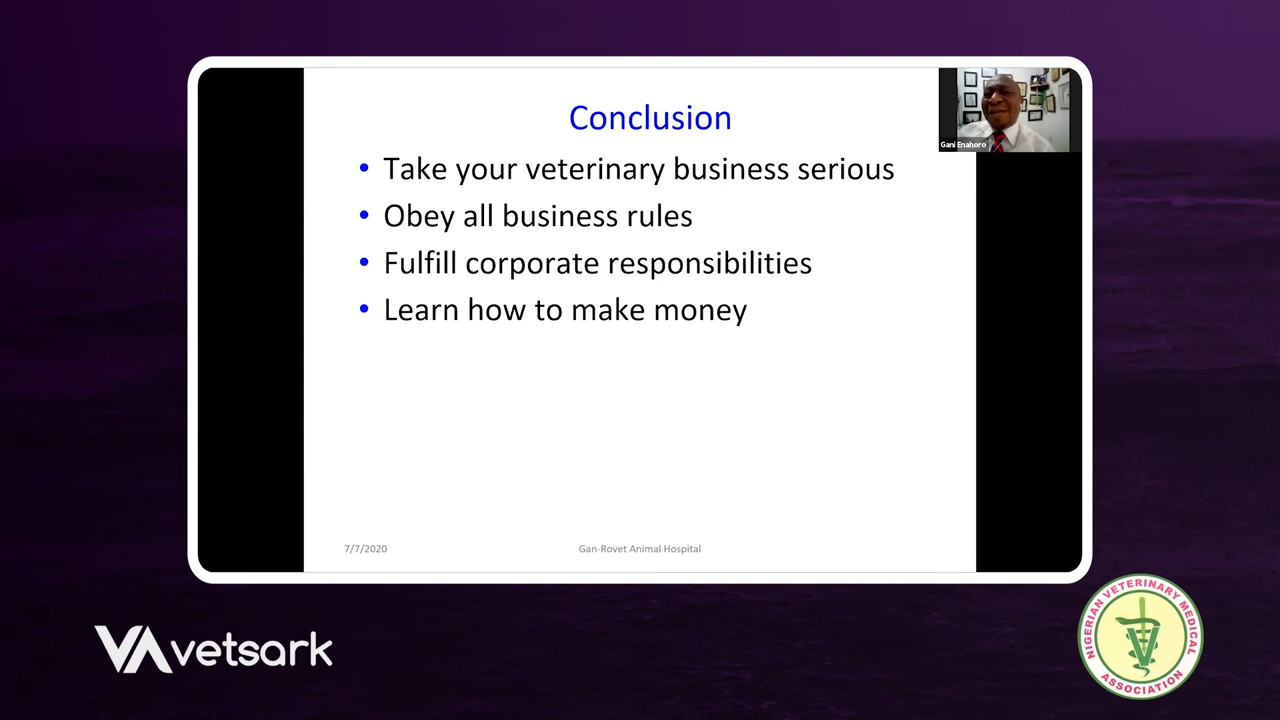 Conclusion
Gani Enahoro
• Take your veterinary business serious
• Obey all business rules
• Fulfill corporate responsibilities
• Learn how to make money
7/7/2020
Gan-Rovet Animal Hospital
VA vetsark
NIGERIAN VETERINARY MEDICAL
ASSOCIATION
V